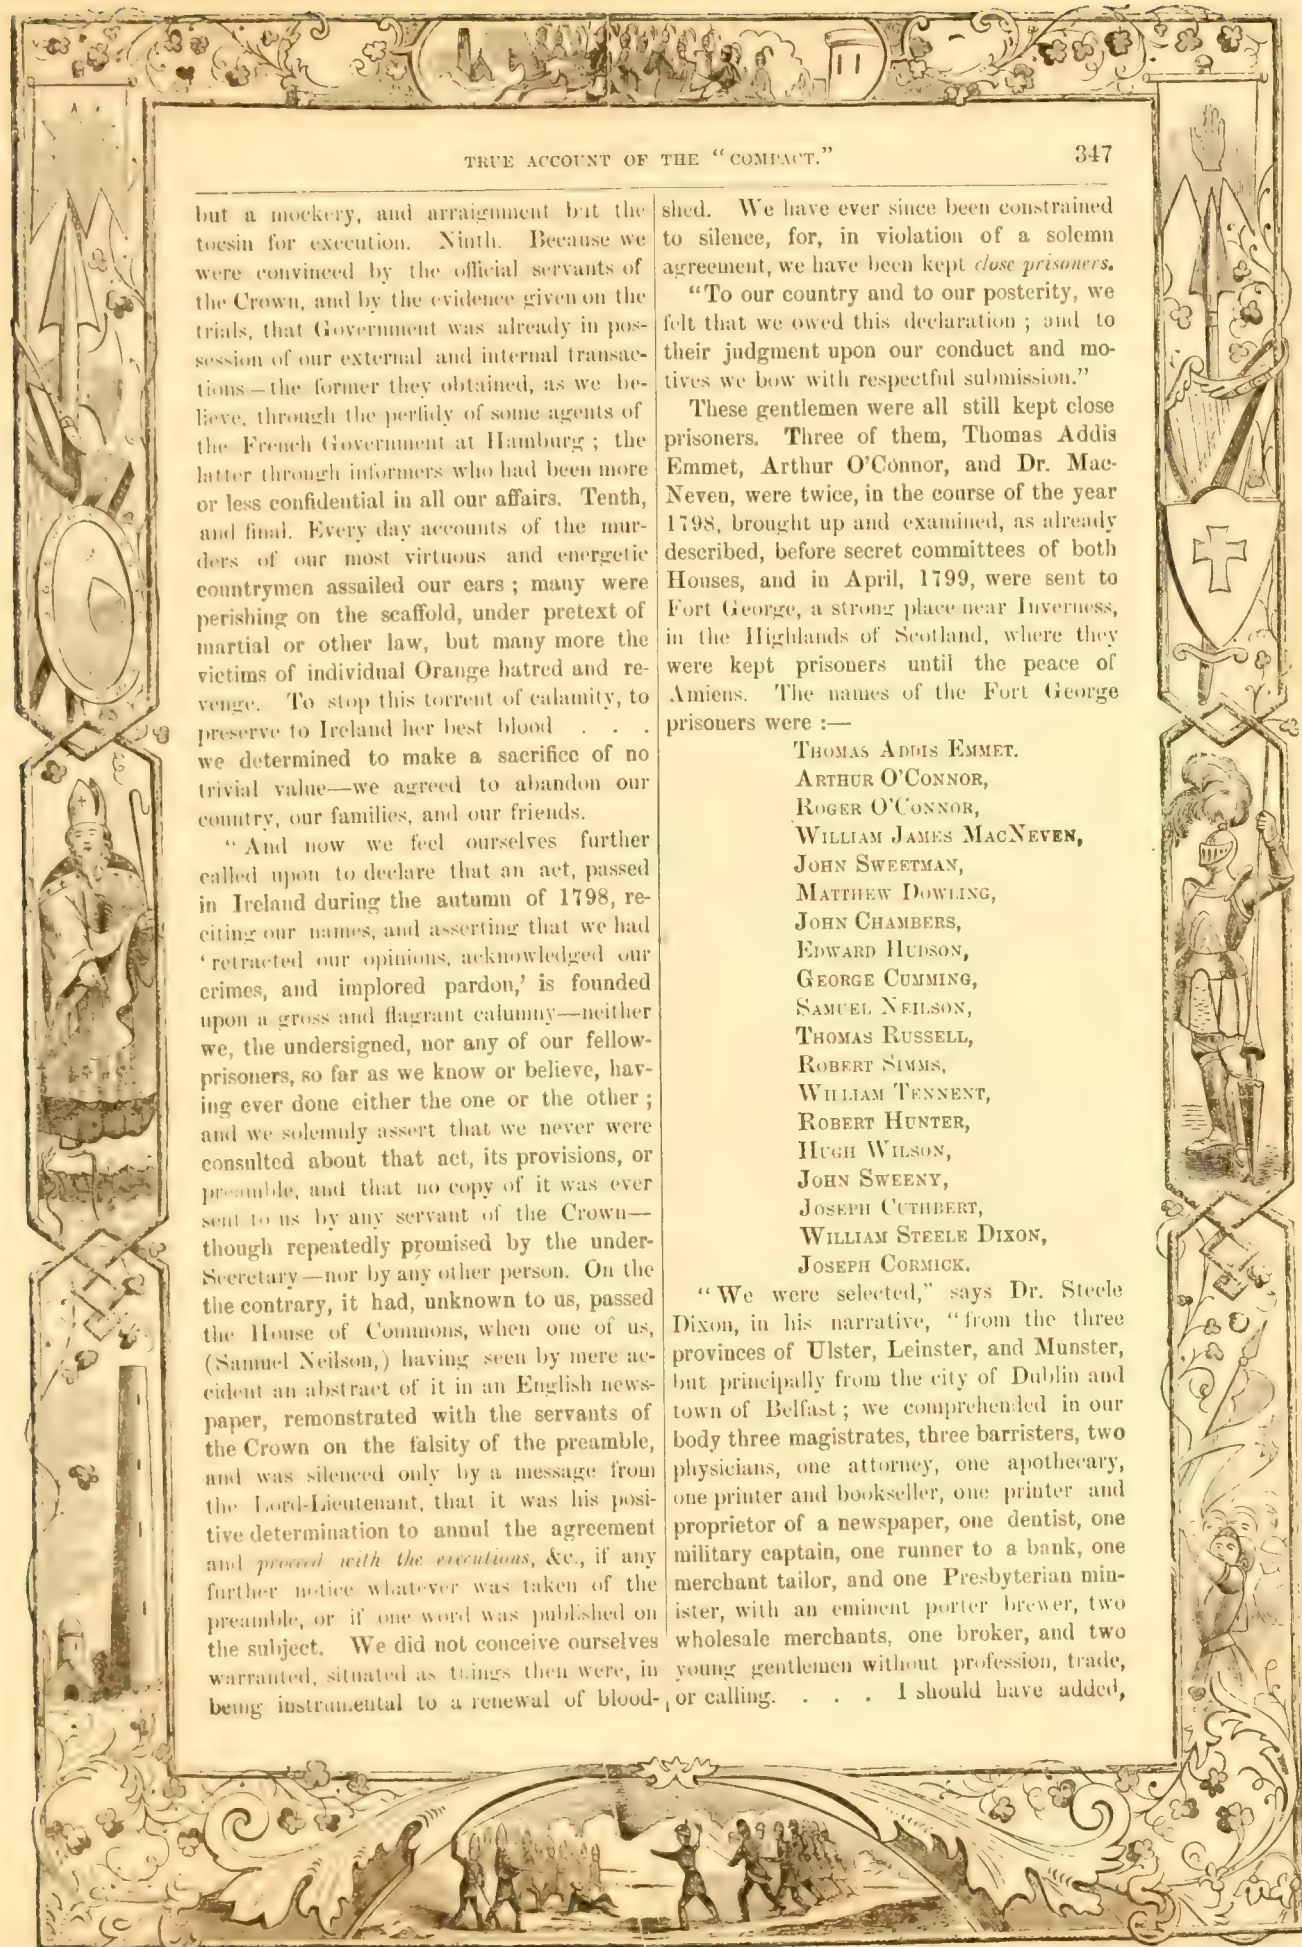 TRUE ACCOUNT OF THE "COMPACT."
347
but a mockery, and arraignment but the
tocsin for execution. Ninth. Because we
were convinced by the official servants of
the Crown, and by the evidence given on the
trials, that Government was already in pos-
session of our external and internal transac-
tions—the former they obtained, as we be-
lieve, through the perfidy of some agents of
the French Government at Hamburg; the
latter through informers who had been more
or less confidential in all our affairs. Tenth,
and final. Every day accounts of the mur-
ders of our most virtuous and energetic
countrymen assailed our ears; many were
perishing on the scaffold, under pretext of
martial or other law, but many more the
victims of individual Orange hatred and re-
venge. To stop this torrent of calamity, to
preserve to Ireland her best blood . . .
we determined to make a sacrifice of no
trivial value—we agreed to abandon our
country, our families, and our friends.
"And now we feel ourselves further
called upon to declare that an act, passed
in Ireland during the autumn of 1798, re-
citing our names, and asserting that we had
'retracted our opinions, acknowledged our
crimes, and implored pardon,' is founded
upon a gross and flagrant calumny—neither
we, the undersigned, nor any of our fellow-
prisoners, so far as we know or believe, hav-
ing ever done either the one or the other;
and we solemnly assert that we never were
consulted about that act, its provisions, or
preamble, and that no copy of it was ever
sent to us by any servant of the Crown—
though repeatedly promised by the under-
Secretary—nor by any other person. On the
the contrary, it had, unknown to us, passed
the House of Commons, when one of us,
(Samuel Neilson,) having seen by mere ac-
cident an abstract of it in an English news-
paper, remonstrated with the servants of
the Crown on the falsity of the preamble,
and was silenced only by a message from
the Lord-Lieutenant, that it was his posi-
tive determination to annul the agreement
and proceed with the executions, &c., if any
further notice whatever was taken of the
preamble, or if one word was published on
the subject. We did not conceive ourselves
warranted, situated as things then were, in
being instrumental to a renewal of blood-
shed. We have ever since been constrained
to silence, for, in violation of a solemn
agreement, we have been kept close prisoners.
"To our country and to our posterity, we
felt that we owed this declaration; and to
their judgment upon our conduct and mo-
tives we bow with respectful submission."
These gentlemen were all still kept close
prisoners. Three of them, Thomas Addis
Emmet, Arthur O'Connor, and Dr. Mac-
Neven, were twice, in the course of the year
1798, brought up and examined, as already
described, before secret committees of both
Houses, and in April, 1799, were sent to
Fort George, a strong place near Inverness,
in the Highlands of Scotland, where they
were kept prisoners until the peace of
Amiens. The names of the Fort George
prisoners were :—
THOMAS ADDIS EMMET.
ARTHUR O'CONNOR,
ROGER O'CONNOR,
WILLIAM JAMES MACNEVEN,
JOHN SWEETMAN,
MATTHEW DOWLING,
JOHN CHAMBERS,
EDWARD HUDSON,
GEORGE CUMMING,
SAMUEL NEILSON,
THOMAS RUSSELL,
ROBERT SIMMS,
WILLIAM TENNENT,
ROBERT HUNTER,
HUGH WILSON,
JOHN SWEENY,
JOSEPH CUTHBERT,
WILLIAM STEELE DIXON,
JOSEPH CORMICK.
"We were selected," says Dr. Steele
Dixon, in his narrative, "from the three
provinces of Ulster, Leinster, and Munster,
but principally from the city of Dublin and
town of Belfast; we comprehended in our
body three magistrates, three barristers, two
physicians, one attorney, one apothecary,
one printer and bookseller, one printer and
proprietor of a newspaper, one dentist, one
military captain, one runner to a bank, one
merchant tailor, and one Presbyterian min-
ister, with an eminent porter brewer, two
wholesale merchants, one broker, and two
young gentlemen without profession, trade,
or calling. . . . I should have added,